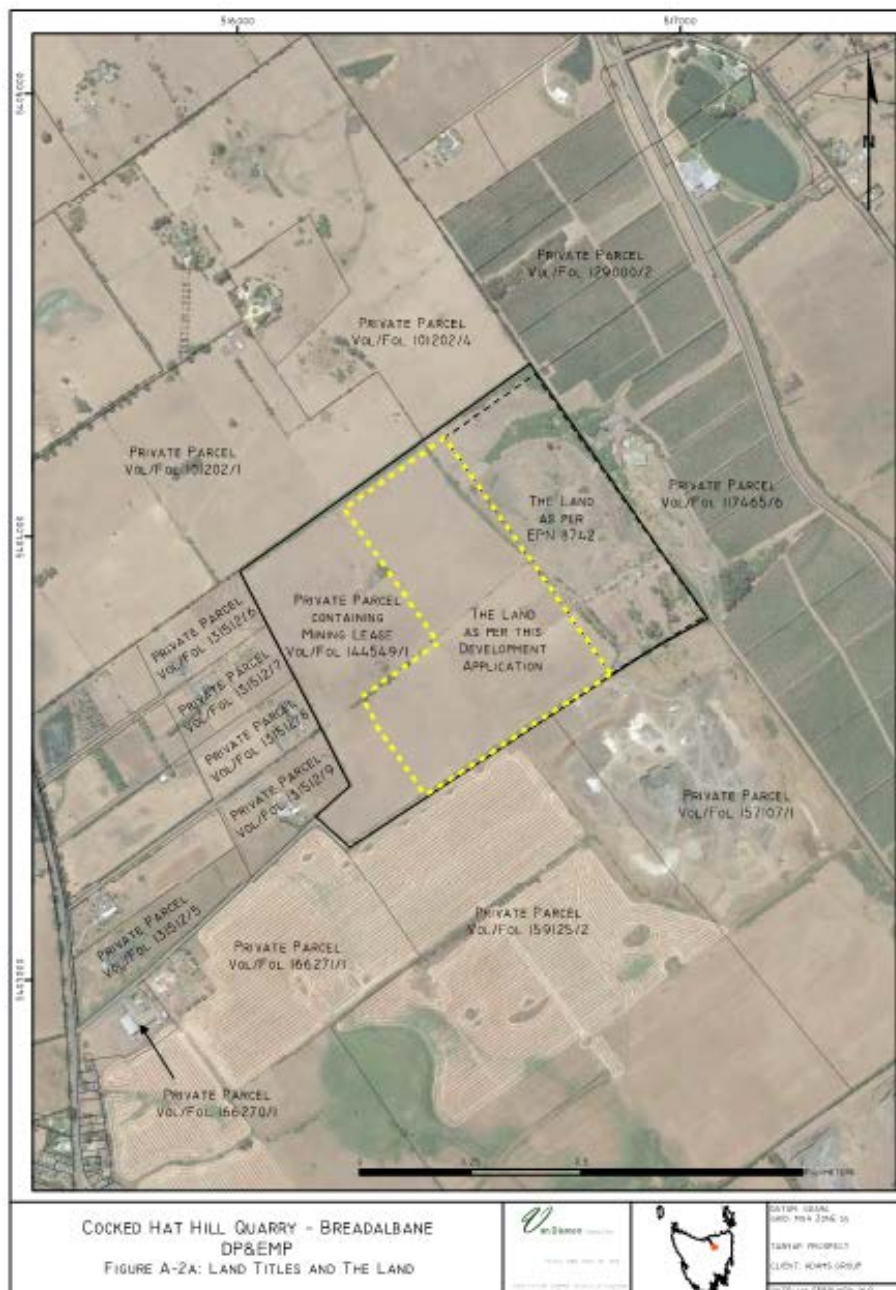 516000
517000
N
PRIVATE PARCEL
VOL/FOL 129000/2
PRIVATE PARCEL
VOL/FOL 101202/4
PRIVATE PARCEL
VOL/FOL 101202/1
PRIVATE PARCEL
VOL/FOL 117465/6
THE LAND
AS PER
EPN 8742
PRIVATE PARCEL
CONTAINING
MINING LEASE
VOL/FOL 144549/1
THE LAND
AS PER THIS
DEVELOPMENT
APPLICATION
PRIVATE PARCEL
VOL/FOL 131512/6
PRIVATE PARCEL
VOL/FOL 131512/7
PRIVATE PARCEL
PRIVATE PARCEL
VOL/FOL 131512/9
PRIVATE PARCEL
VOL/FOL 131512/5
PRIVATE PARCEL
VOL/FOL 157107/1
PRIVATE PARCEL
VOL/FOL 159125/2
PRIVATE PARCEL
VOL/FOL 166271/1
PRIVATE PARCEL
VOL/FOL 166270/1
COCKED HAT HILL QUARRY - BREADALBANE
DP&EMP
FIGURE A-2A: LAND TITLES AND THE LAND
Van Diemen
CLIENT: ADAMS GROUP